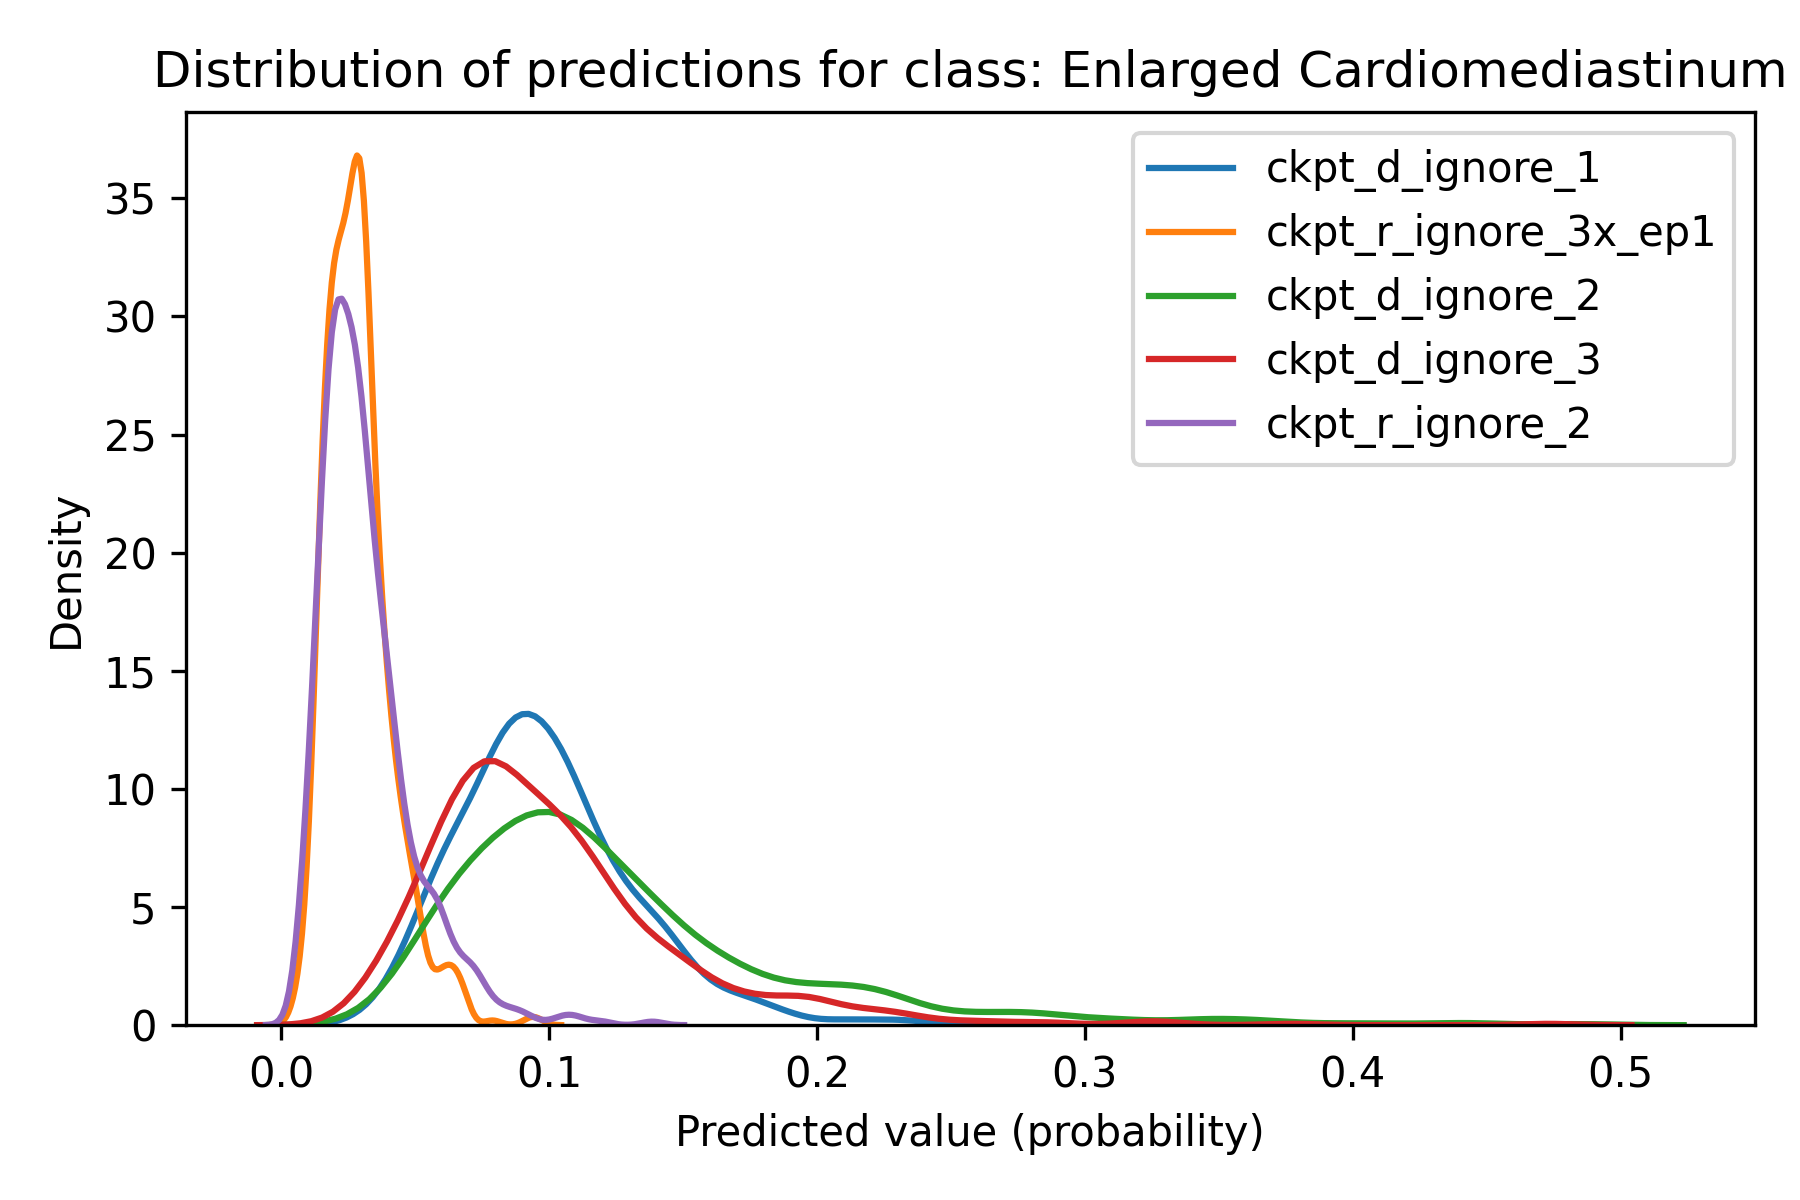 Distribution of predictions for class: Enlarged Cardiomediastinum
ckpt_d_ignore_1
ckpt_r_ignore_3x_ep1
ckpt_d_ignore_2
ckpt_d_ignore_3
ckpt_r_ignore_2
Density
35
30
25
20
15
10
5
0
0.0 0.1 0.2 0.3 0.4 0.5
Predicted value (probability)